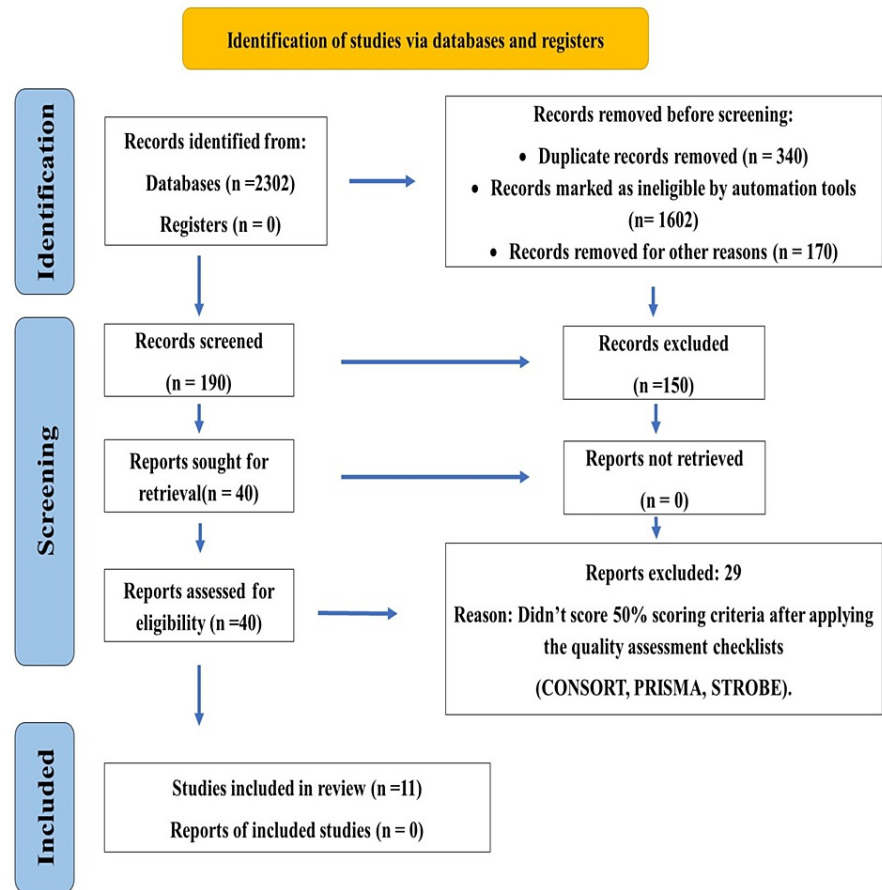 Identification of studies via databases and registers
Identification
Records identified from:
Databases (n =2302)
Registers (n = 0)
Records removed before screening:
• Duplicate records removed (n = 340)
• Records marked as ineligible by automation tools
(n= 1602)
• Records removed for other reasons (n = 170)
Screening
Records screened
(n = 190)
Records excluded
(n =150)
Reports sought for
retrieval(n = 40)
Reports not retrieved
(n = 0)
Reports assessed for
eligibility (n =40)
Reports excluded: 29
Reason: Didn’t score 50% scoring criteria after applying
the quality assessment checklists
(CONSORT, PRISMA, STROBE).
Included
Studies included in review (n =11)
Reports of included studies (n = 0)